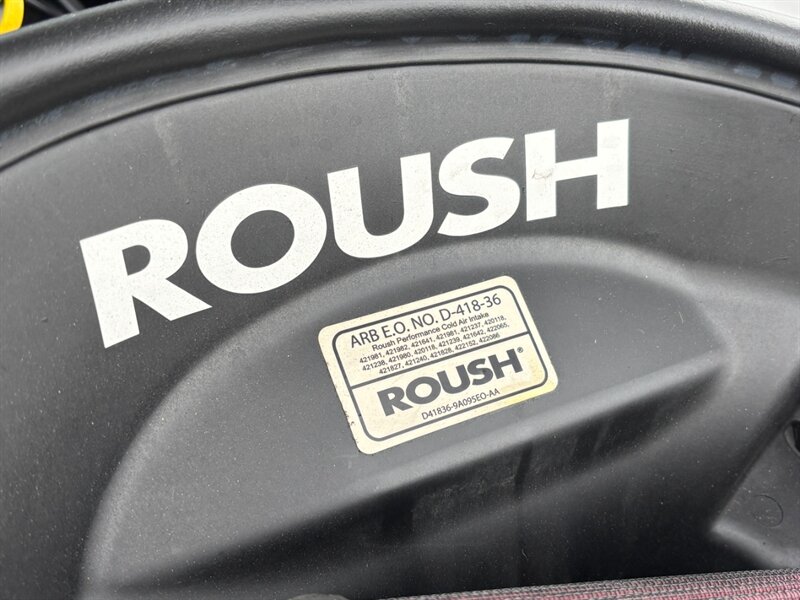 ROUSH
ARB E.O. NO. D-418-36
Roush Performance Cold Air Intake
421981, 421982, 421641, 421981, 421237, 420118,
421238, 421980, 420118, 421239, 421642, 422065,
421827, 421240, 421828, 422152, 422086
ROUSH®
D41836-9A095EO-AA